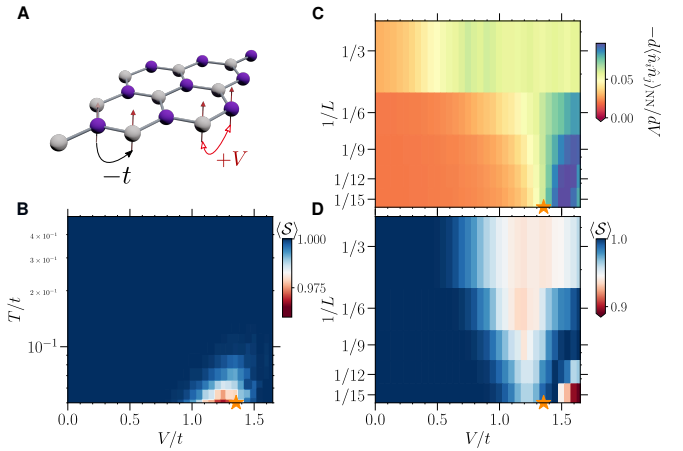 A
−t
+V
B
⟨𝒮⟩
1.000
0.975
4 × 10⁻¹
3 × 10⁻¹
2 × 10⁻¹
10⁻¹
T/t
0.0
0.5
1.0
1.5
V/t
C
1/3
1/6
1/9
1/12
1/15
1/L
0.05
0.00
−d⟨n̂ᵢn̂ⱼ⟩NN/dV
D
⟨𝒮⟩
1.0
0.9
1/3
1/6
1/9
1/12
1/15
1/L
0.0
0.5
1.0
1.5
V/t